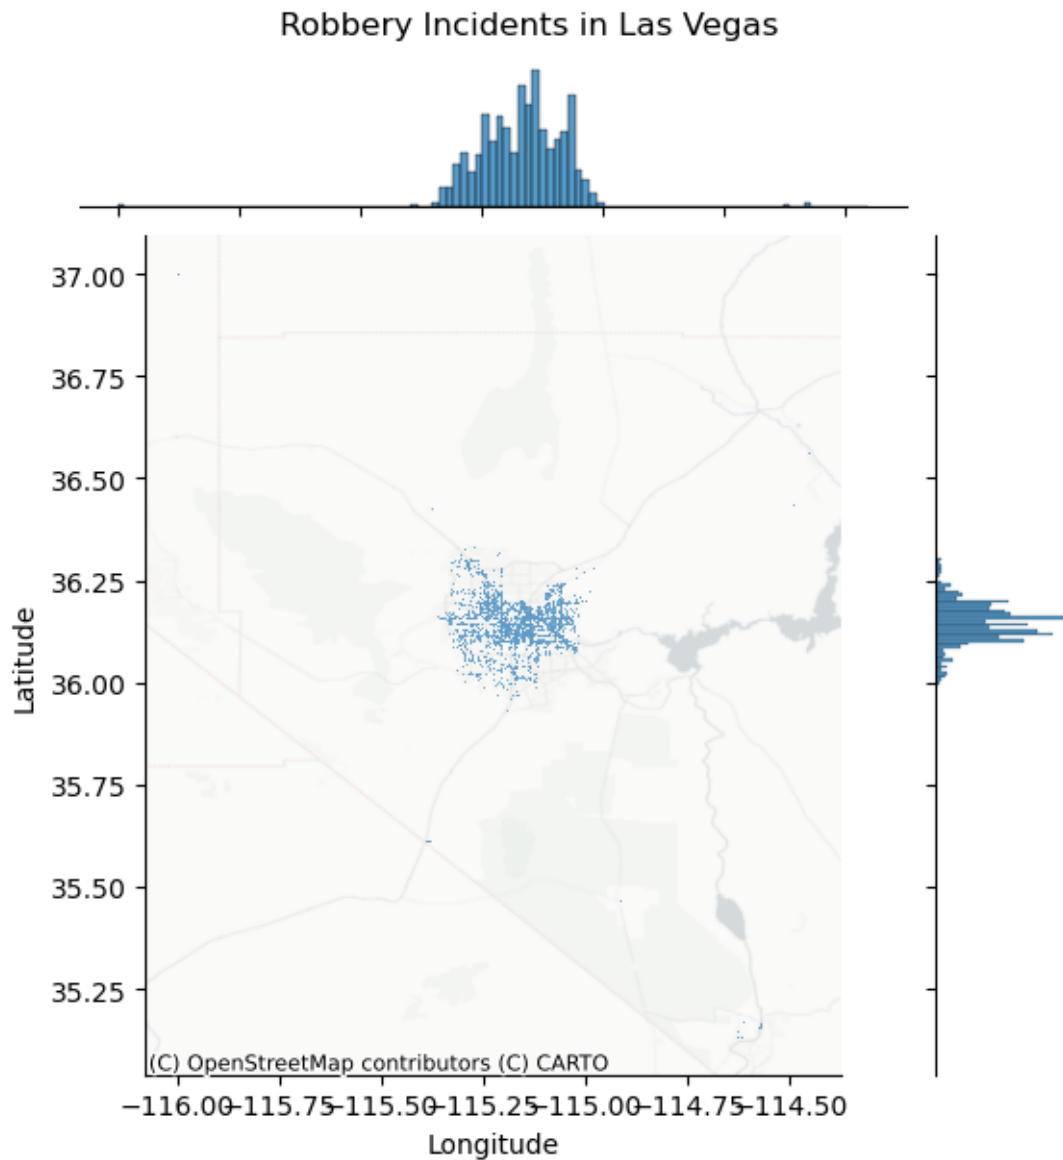 Robbery Incidents in Las Vegas
37.00
36.75
36.50
36.25
36.00
35.75
35.50
35.25
Latitude
(C) OpenStreetMap contributors (C) CARTO
−116.00 −115.75 −115.50 −115.25 −115.00 −114.75 −114.50
Longitude